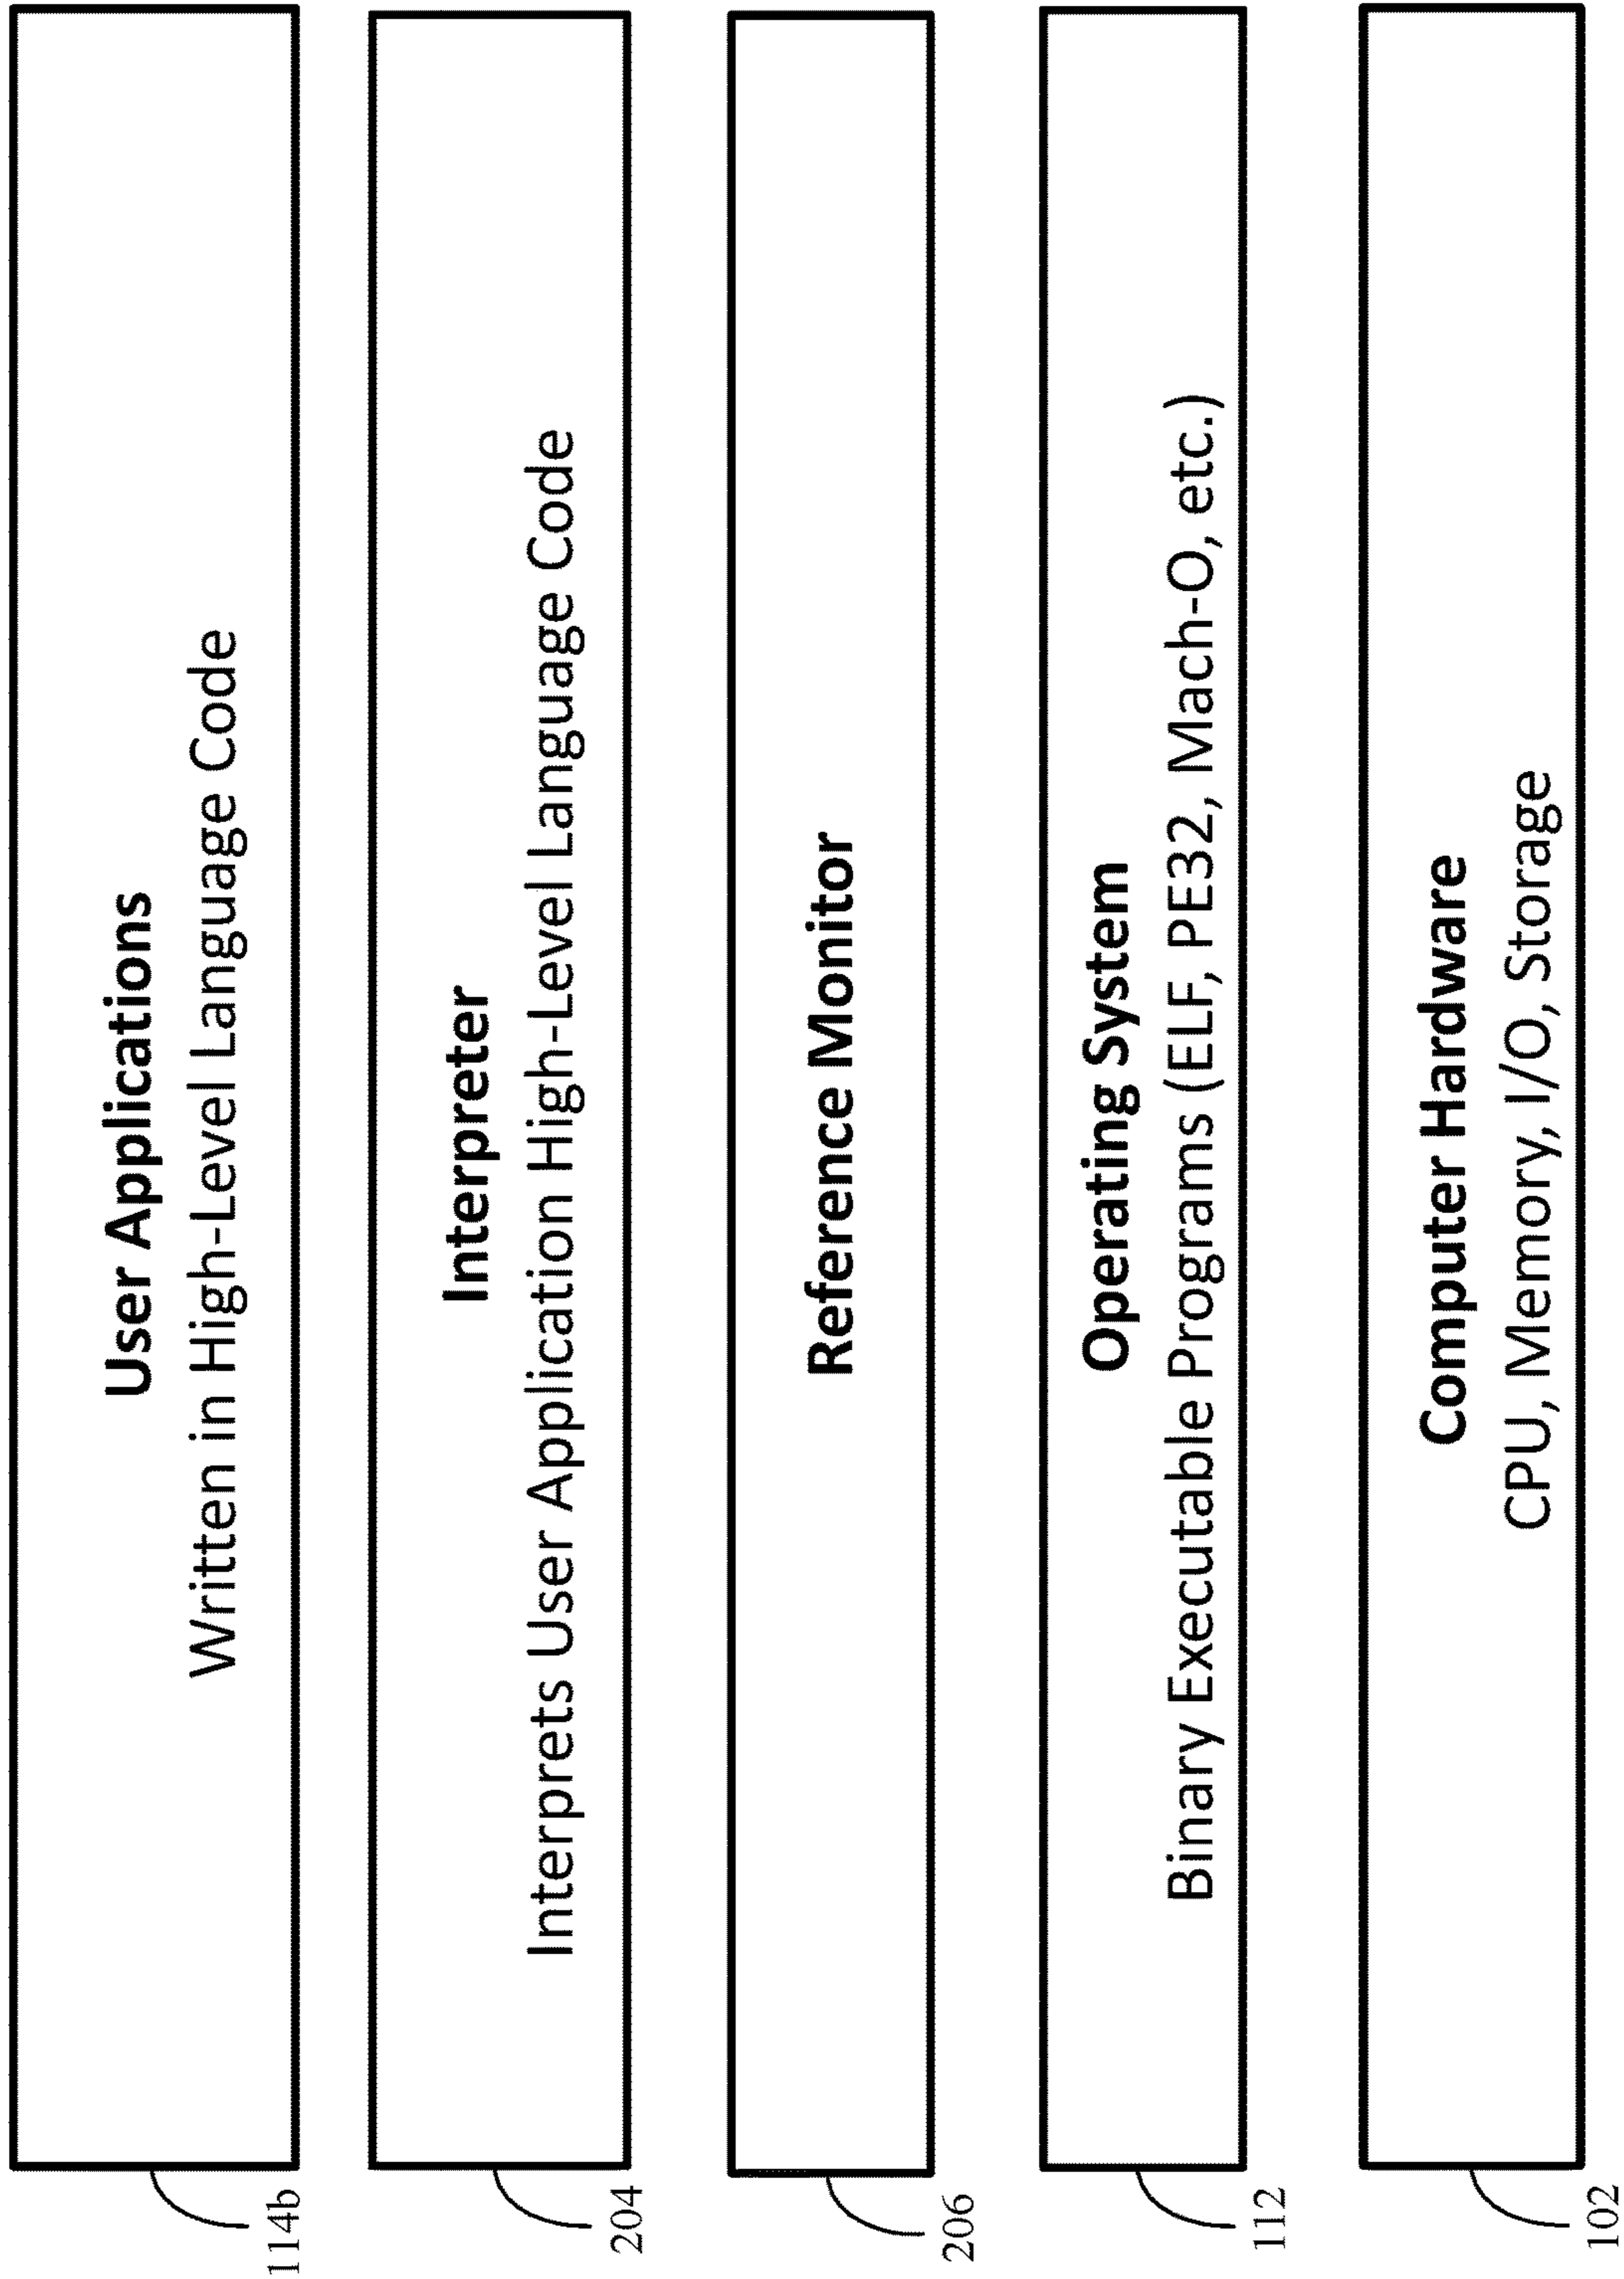 User Applications
Written in High-Level Language Code
114b
Interpreter
Interprets User Application High-Level Language Code
204
Reference Monitor
206
Operating System
Binary Executable Programs (ELF, PE32, Mach-O, etc.)
112
Computer Hardware
CPU, Memory, I/O, Storage
102